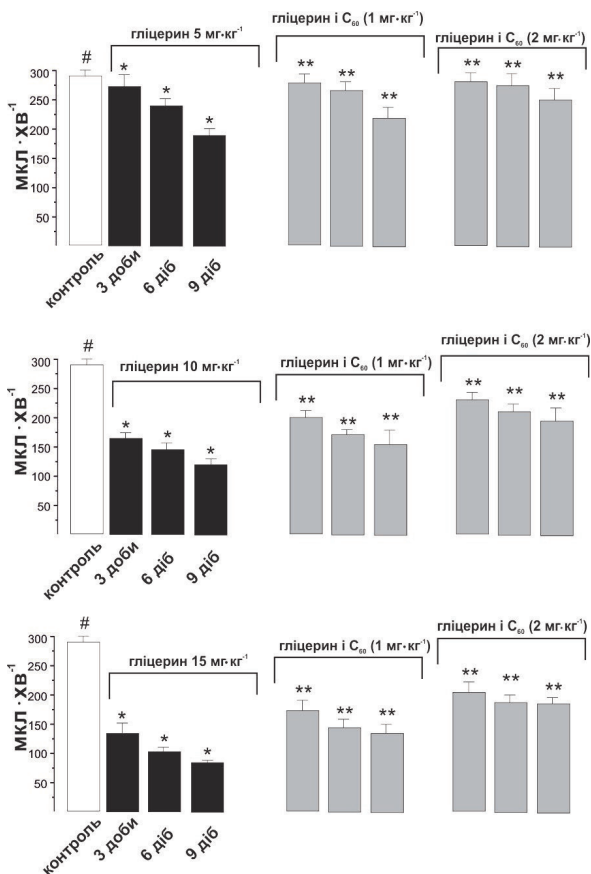 гліцерин 5 мг·кг⁻¹
гліцерин і C₆₀ (1 мг·кг⁻¹)
гліцерин і C₆₀ (2 мг·кг⁻¹)
# * * * ** ** ** ** ** **
300
250
200
150
100
50
МКЛ · ХВ⁻¹
контроль
3 доби
6 діб
9 діб
гліцерин 10 мг·кг⁻¹
гліцерин і C₆₀ (1 мг·кг⁻¹)
гліцерин і C₆₀ (2 мг·кг⁻¹)
# * * * ** ** ** ** ** **
300
250
200
150
100
50
МКЛ · ХВ⁻¹
контроль
3 доби
6 діб
9 діб
гліцерин 15 мг·кг⁻¹
гліцерин і C₆₀ (1 мг·кг⁻¹)
гліцерин і C₆₀ (2 мг·кг⁻¹)
# * * * ** ** ** ** ** **
300
250
200
150
100
50
МКЛ · ХВ⁻¹
контроль
3 доби
6 діб
9 діб